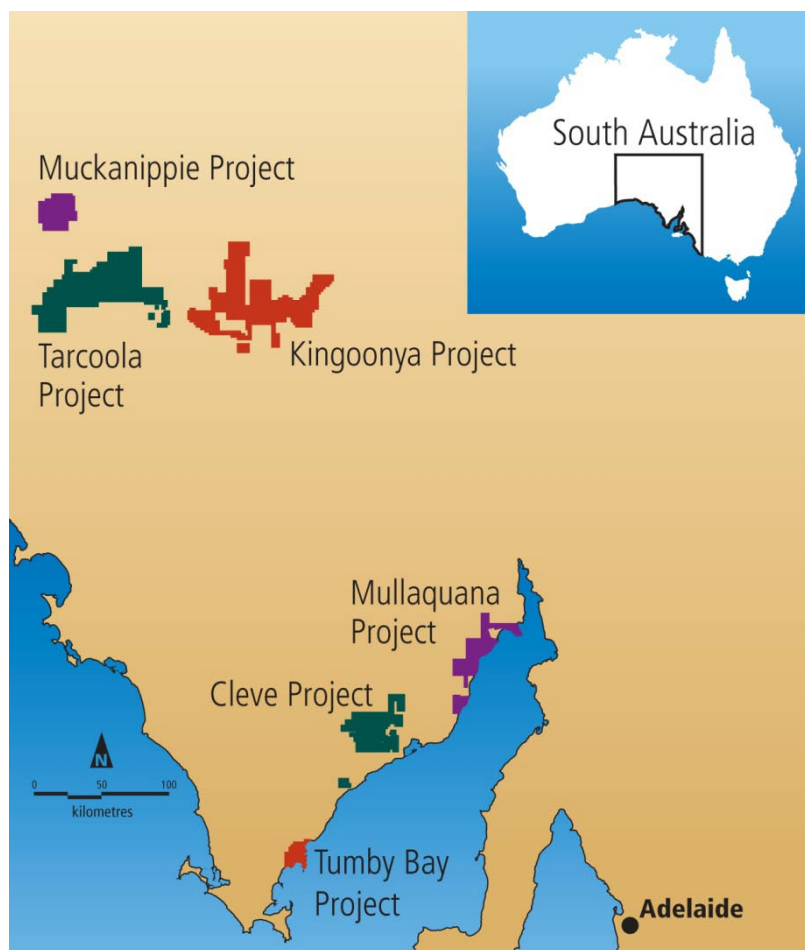 South Australia
Muckanippie Project
Tarcoola
Project
Kingoonya Project
Mullaquana
Project
Cleve Project
N
0 50 100
kilometres
Tumby Bay
Project
Adelaide